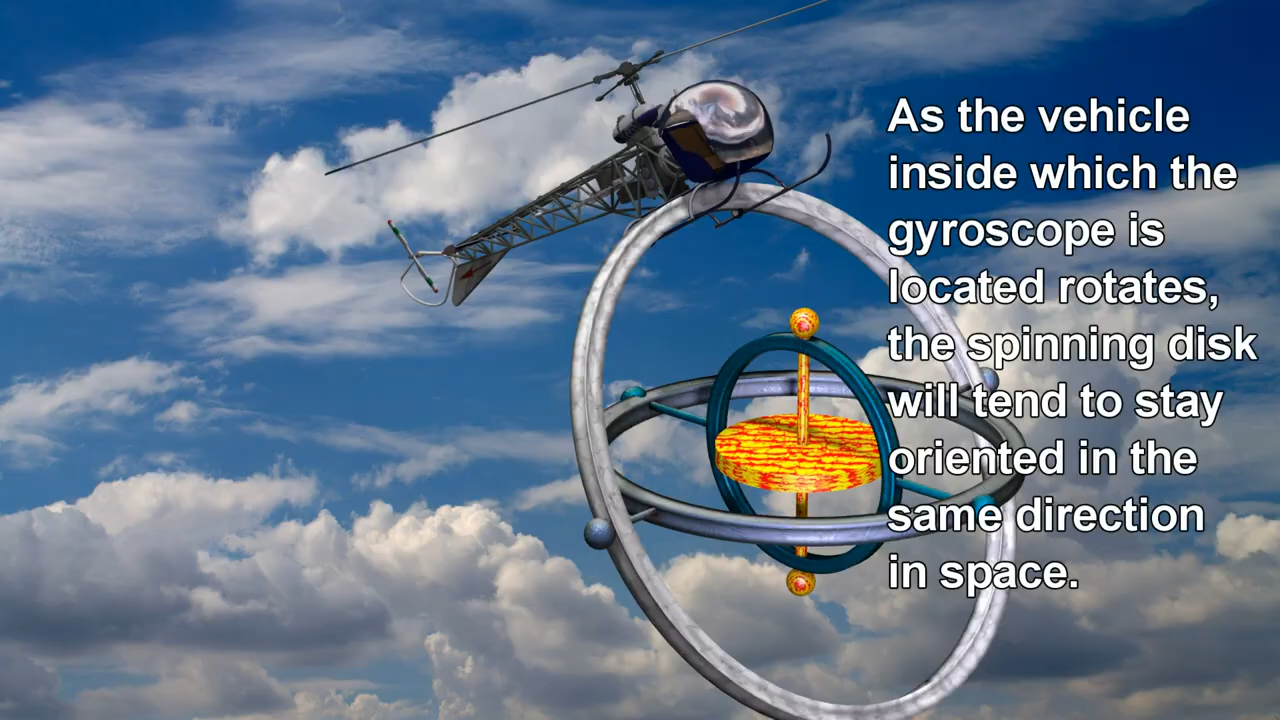 As the vehicle
inside which the
gyroscope is
located rotates,
the spinning disk
will tend to stay
oriented in the
same direction
in space.